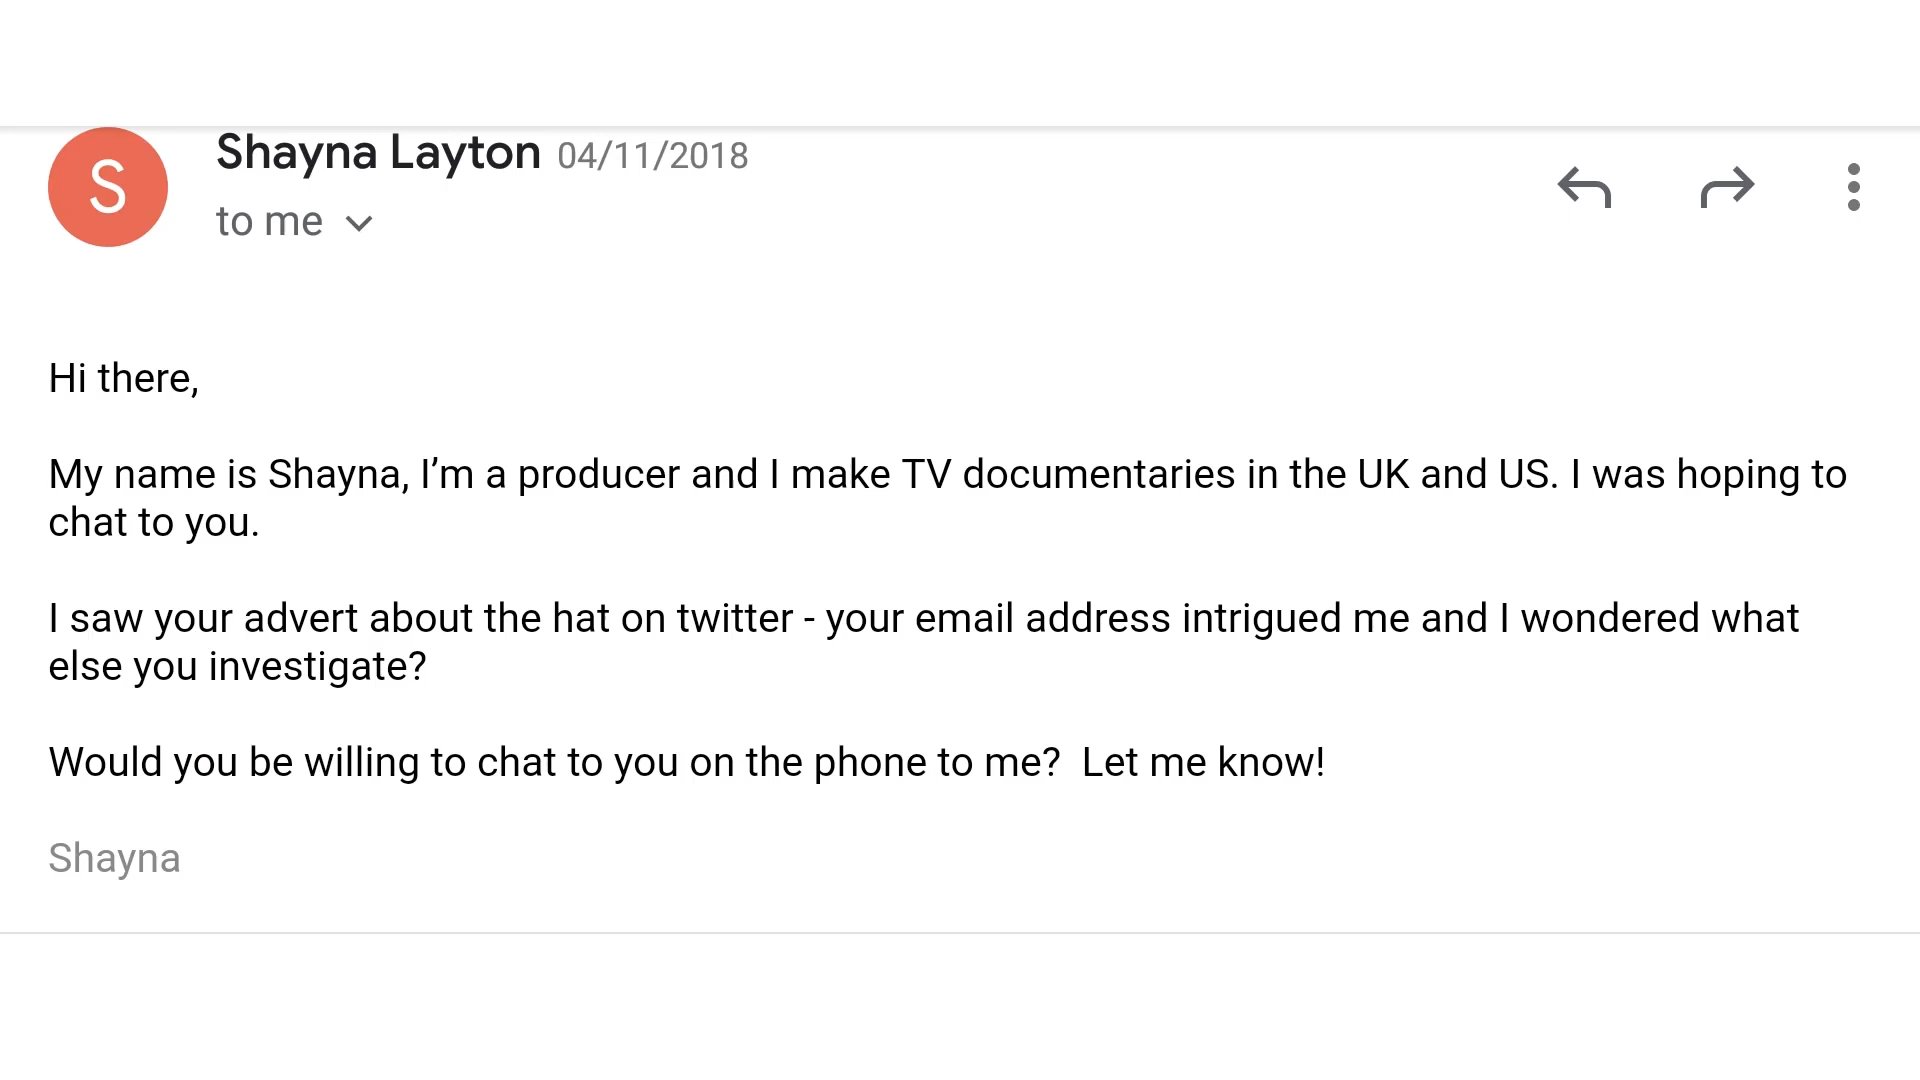 S
Shayna Layton 04/11/2018
to me
Hi there,
My name is Shayna, I’m a producer and I make TV documentaries in the UK and US. I was hoping to
chat to you.
I saw your advert about the hat on twitter - your email address intrigued me and I wondered what
else you investigate?
Would you be willing to chat to you on the phone to me?  Let me know!
Shayna